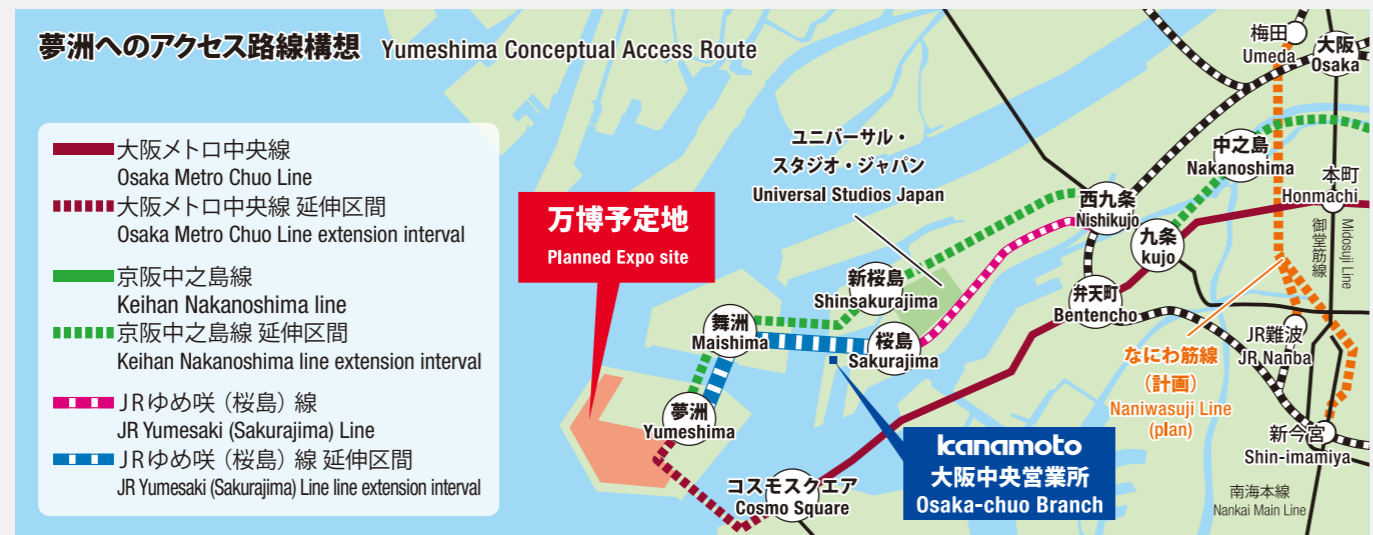 夢洲へのアクセス路線構想 Yumeshima Conceptual Access Route
大阪メトロ中央線
Osaka Metro Chuo Line
大阪メトロ中央線 延伸区間
Osaka Metro Chuo Line extension interval
京阪中之島線
Keihan Nakanoshima line
京阪中之島線 延伸区間
Keihan Nakanoshima line extension interval
JRゆめ咲（桜島）線
JR Yumesaki (Sakurajima) Line
JRゆめ咲（桜島）線 延伸区間
JR Yumesaki (Sakurajima) Line line extension interval
万博予定地
Planned Expo site
ユニバーサル・
スタジオ・ジャパン
Universal Studios Japan
梅田
Umeda
大阪
Osaka
中之島
Nakanoshima
本町
Honmachi
西九条
Nishikujo
九条
kujo
御堂筋線
Midosuji Line
新桜島
Shinsakurajima
弁天町
Bentencho
舞洲
Maishima
桜島
Sakurajima
JR難波
JR Nanba
なにわ筋線
（計画）
Naniwasuji Line
(plan)
夢洲
Yumeshima
新今宮
Shin-imamiya
kanamoto
大阪中央営業所
Osaka-chuo Branch
コスモスクエア
Cosmo Square
南海本線
Nankai Main Line